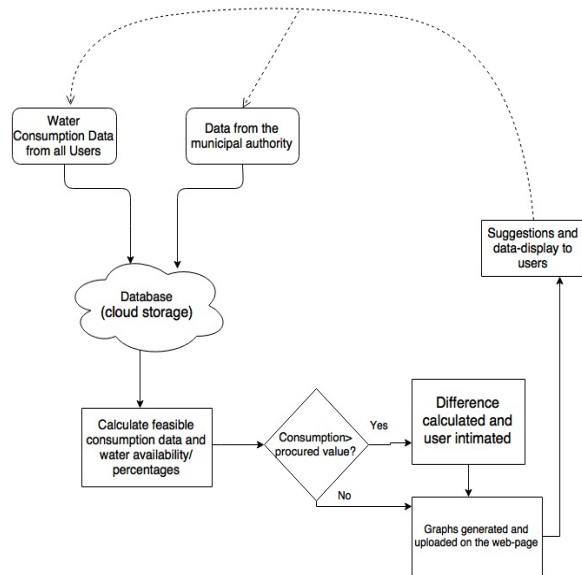 Water
Consumption Data
from all Users
Data from the
municipal authority
Suggestions and
data-display to
users
Database
(cloud storage)
Calculate feasible
consumption data and
water availability/
percentages
Consumption>
procured value?
Yes
No
Difference
calculated and
user intimated
Graphs generated and
uploaded on the web-page